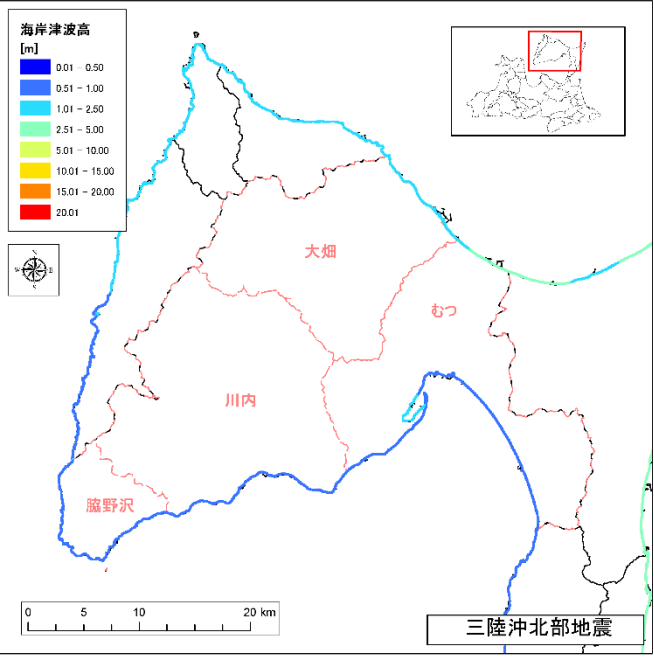 海岸津波高
[m]
0.01 - 0.50
0.51 - 1.00
1.01 - 2.50
2.51 - 5.00
5.01 - 10.00
10.01 - 15.00
15.01 - 20.00
20.01
N
W E
S
大畑
むつ
川内
脇野沢
0 5 10 20 km
三陸沖北部地震